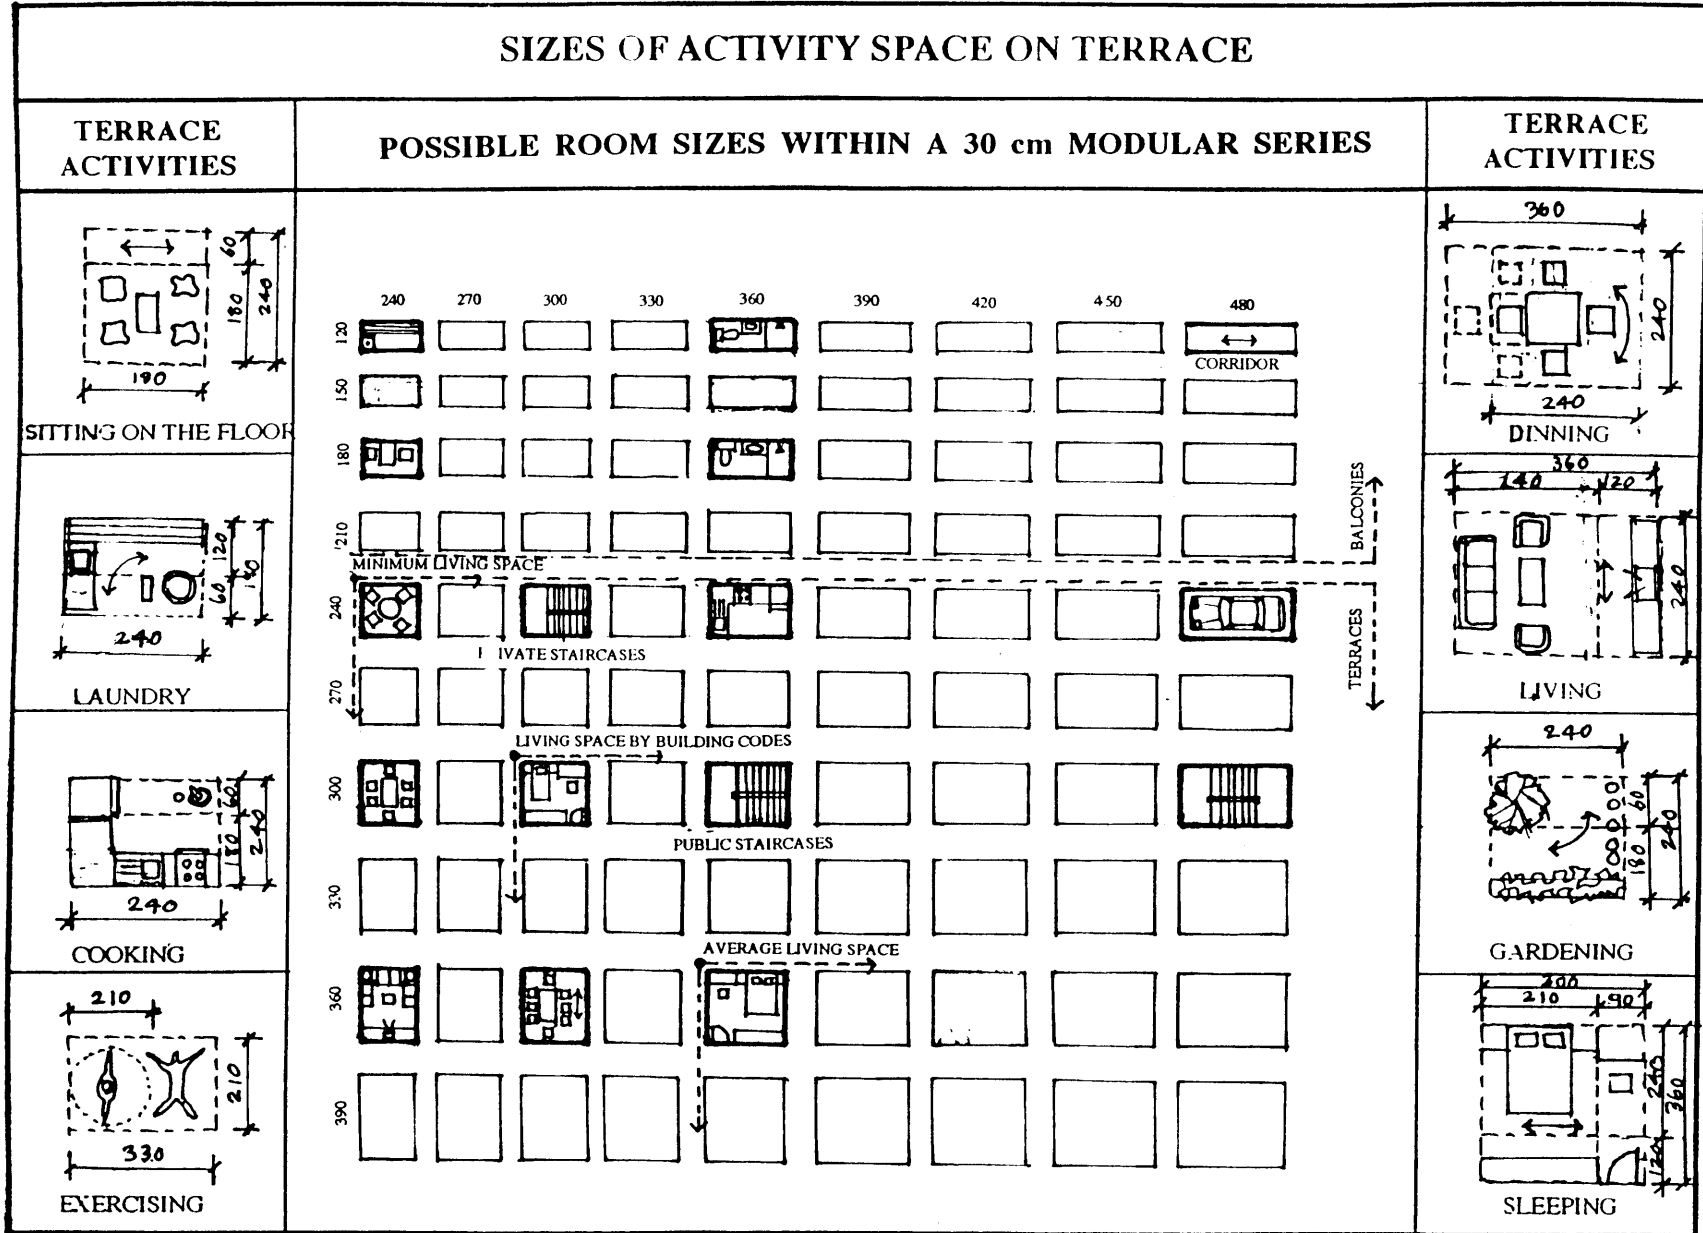 SIZES OF ACTIVITY SPACE ON TERRACE
TERRACE
ACTIVITIES
POSSIBLE ROOM SIZES WITHIN A 30 cm MODULAR SERIES
TERRACE
ACTIVITIES
60
180
240
180
SITTING ON THE FLOOR
120
60
180
240
LAUNDRY
60
180
240
240
COOKING
210
210
330
EXERCISING
240 270 300 330 360 390 420 450 480
120
CORRIDOR
150
180
210
BALCONIES
MINIMUM LIVING SPACE
240
TERRACES
IVATE STAIRCASES
270
LIVING SPACE BY BUILDING CODES
300
PUBLIC STAIRCASES
330
AVERAGE LIVING SPACE
360
390
360
240
240
DINNING
360
240 120
240
LIVING
240
60
180
240
GARDENING
210 90
240
360
120
SLEEPING